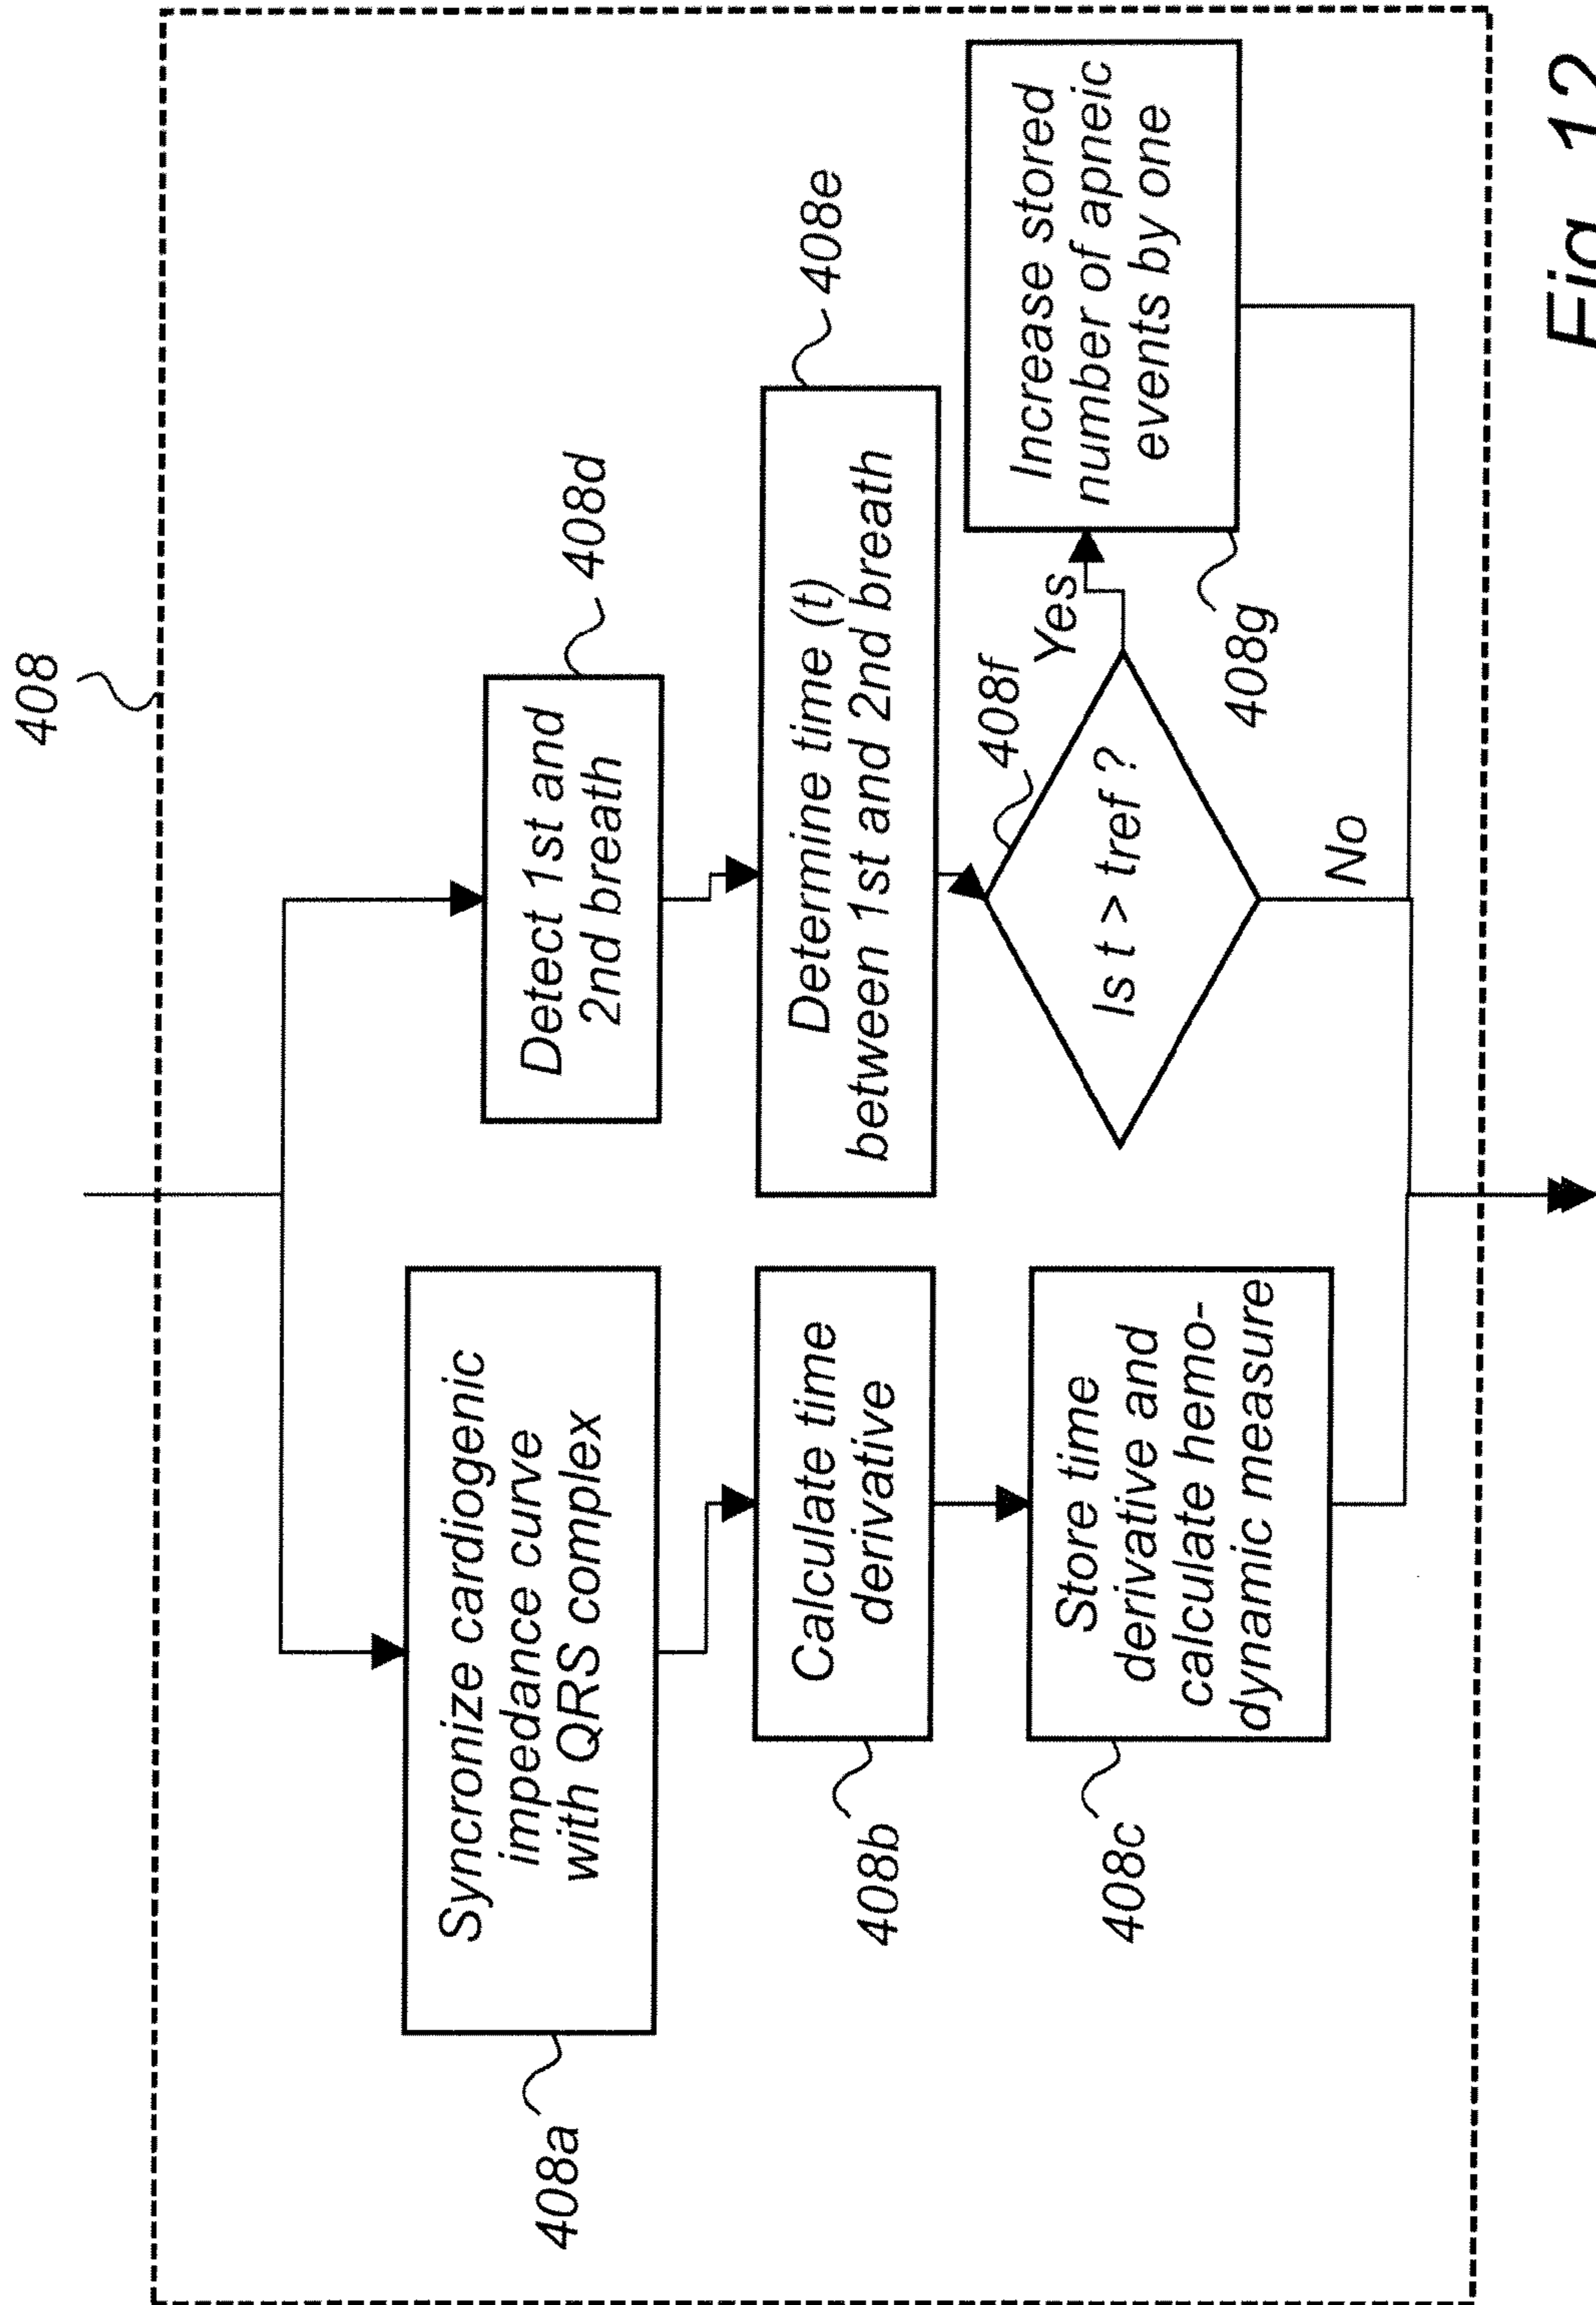 408
408a
Syncronize cardiogenic
impedance curve
with QRS complex
408b
Calculate time
derivative
408c
Store time
derivative and
calculate hemo-
dynamic measure
Detect 1st and
2nd breath
408d
Determine time (t)
between 1st and 2nd breath
408e
Is t > tref ?
408f
Yes
No
Increase stored
number of apneic
events by one
408g
Fig. 12